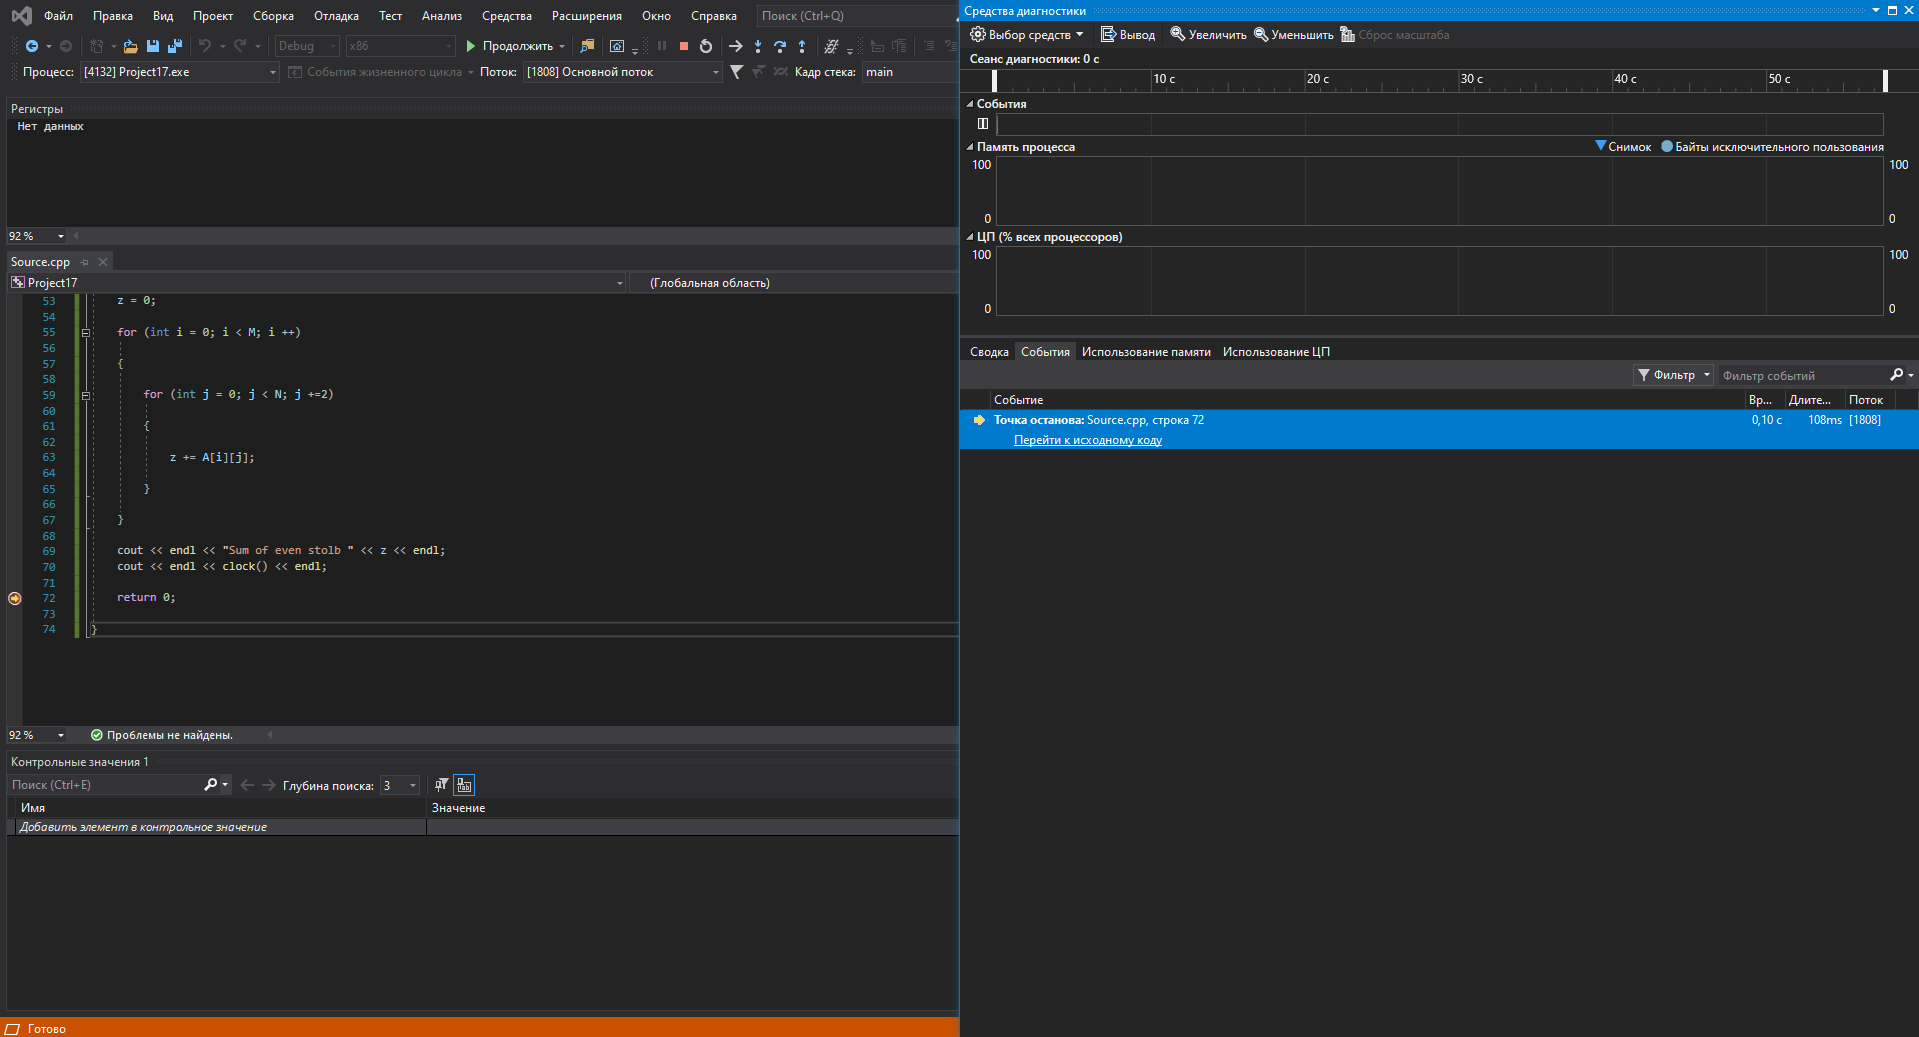 Файл Правка Вид Проект Сборка Отладка Тест Анализ Средства Расширения Окно Справка Поиск (Ctrl+Q)
Debug x86 Продолжить
Процесс: [4132] Project17.exe События жизненного цикла Поток: [1808] Основной поток Кадр стека: main
Регистры
Нет данных
92 %
Source.cpp
Project17 (Глобальная область)
53 z = 0;
54
55 for (int i = 0; i < M; i ++)
56
57 {
58
59 for (int j = 0; j < N; j +=2)
60
61 {
62
63 z += A[i][j];
64
65 }
66
67 }
68
69 cout << endl << "Sum of even stolb " << z << endl;
70 cout << endl << clock() << endl;
71
72 return 0;
73
74 }
92 % Проблемы не найдены.
Контрольные значения 1
Поиск (Ctrl+E) Глубина поиска: 3
Имя Значение
Добавить элемент в контрольное значение
Готово
Средства диагностики
Выбор средств Вывод Увеличить Уменьшить Сброс масштаба
Сеанс диагностики: 0 с
10 с 20 с 30 с 40 с 50 с
События
Память процесса Снимок Байты исключительного пользования
100 100
0 0
ЦП (% всех процессоров)
100 100
0 0
Сводка События Использование памяти Использование ЦП
Фильтр Фильтр событий
Событие Вр... Длите... Поток
Точка останова: Source.cpp, строка 72 0,10 с 108ms [1808]
Перейти к исходному коду